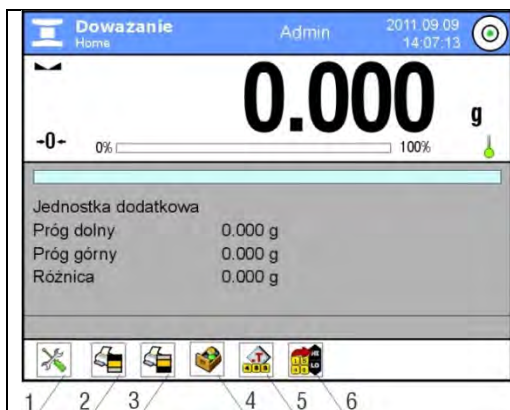 Dowazanie
Home
Admin
2011.09.09
14:07:13
0.000 g
→0←
0% 100%
Jednostka dodatkowa
Próg dolny 0.000 g
Próg górny 0.000 g
Różnica 0.000 g
1 2 3 4 5 6